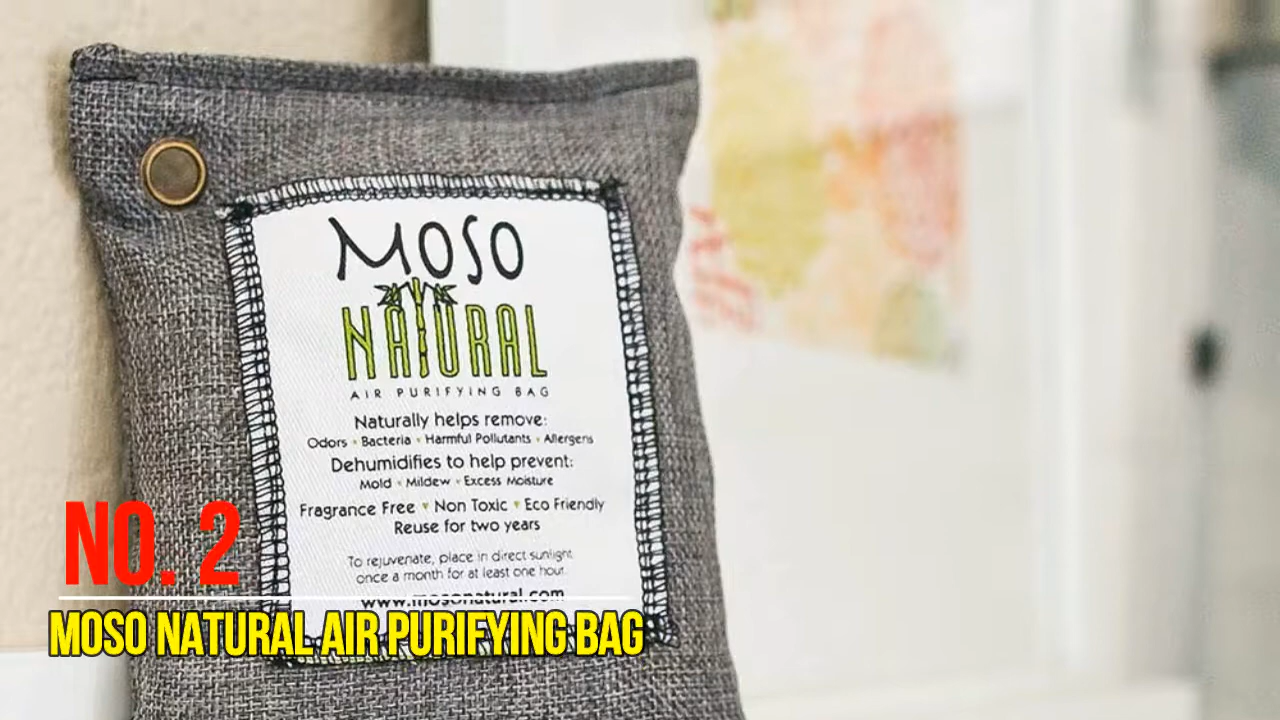 MOSO
NATURAL
AIR PURIFYING BAG
Naturally helps remove:
Odors • Bacteria • Harmful Pollutants • Allergens
Dehumidifies to help prevent:
Mold • Mildew • Excess Moisture
Fragrance Free • Non Toxic • Eco Friendly
Reuse for two years
To rejuvenate, place in direct sunlight
once a month for at least one hour.
www.mosonatural.com
NO. 2
MOSO NATURAL AIR PURIFYING BAG